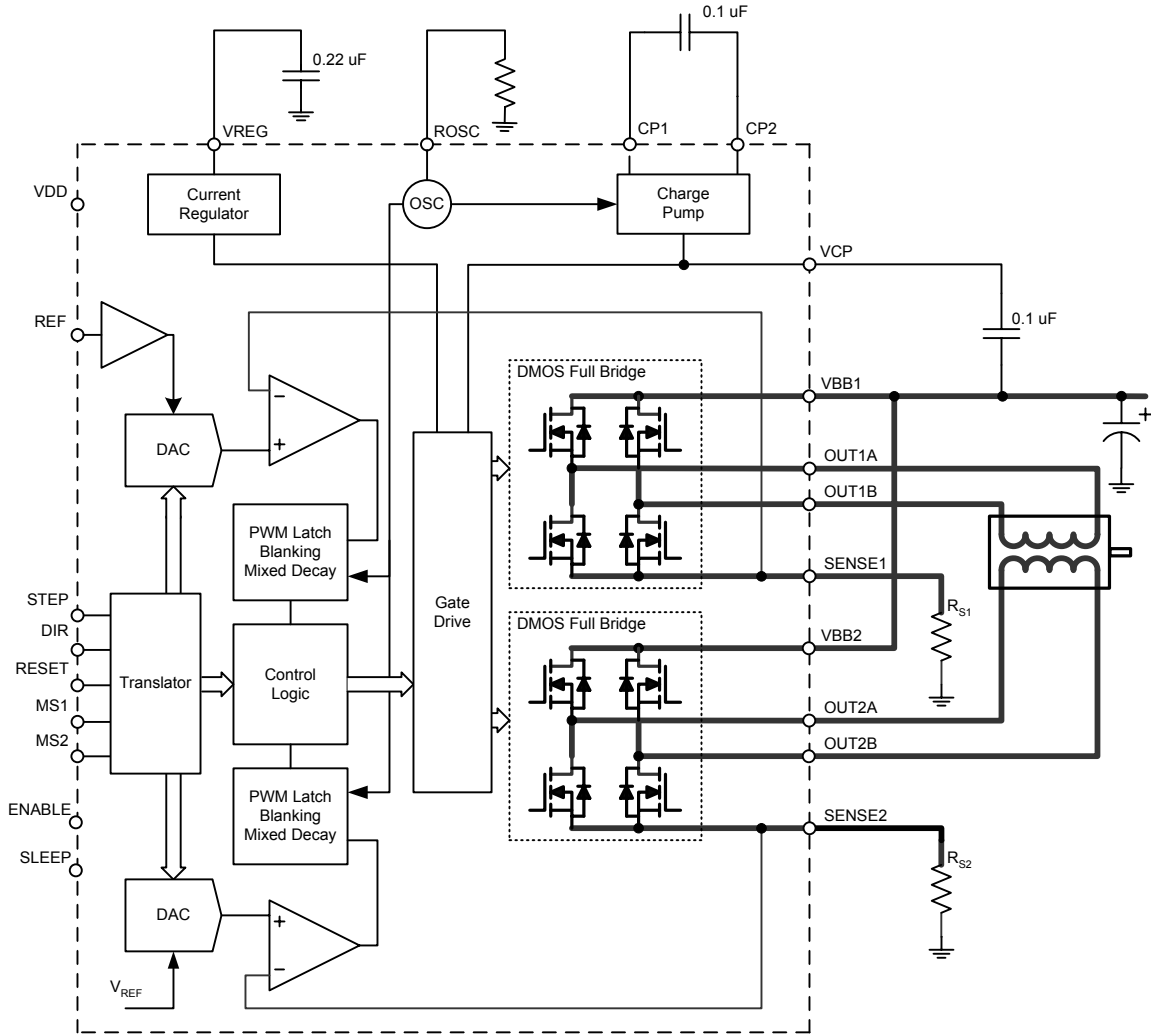 0.1 uF
0.22 uF
VREG
ROSC
CP1
CP2
VDD
Current
Regulator
OSC
Charge
Pump
VCP
REF
0.1 uF
DMOS Full Bridge
VBB1
+
−
+
DAC
OUT1A
OUT1B
PWM Latch
Blanking
Mixed Decay
SENSE1
STEP
DIR
RESET
MS1
MS2
Translator
Control
Logic
Gate
Drive
DMOS Full Bridge
RS1
VBB2
OUT2A
OUT2B
PWM Latch
Blanking
Mixed Decay
ENABLE
SLEEP
SENSE2
RS2
DAC
+
−
VREF